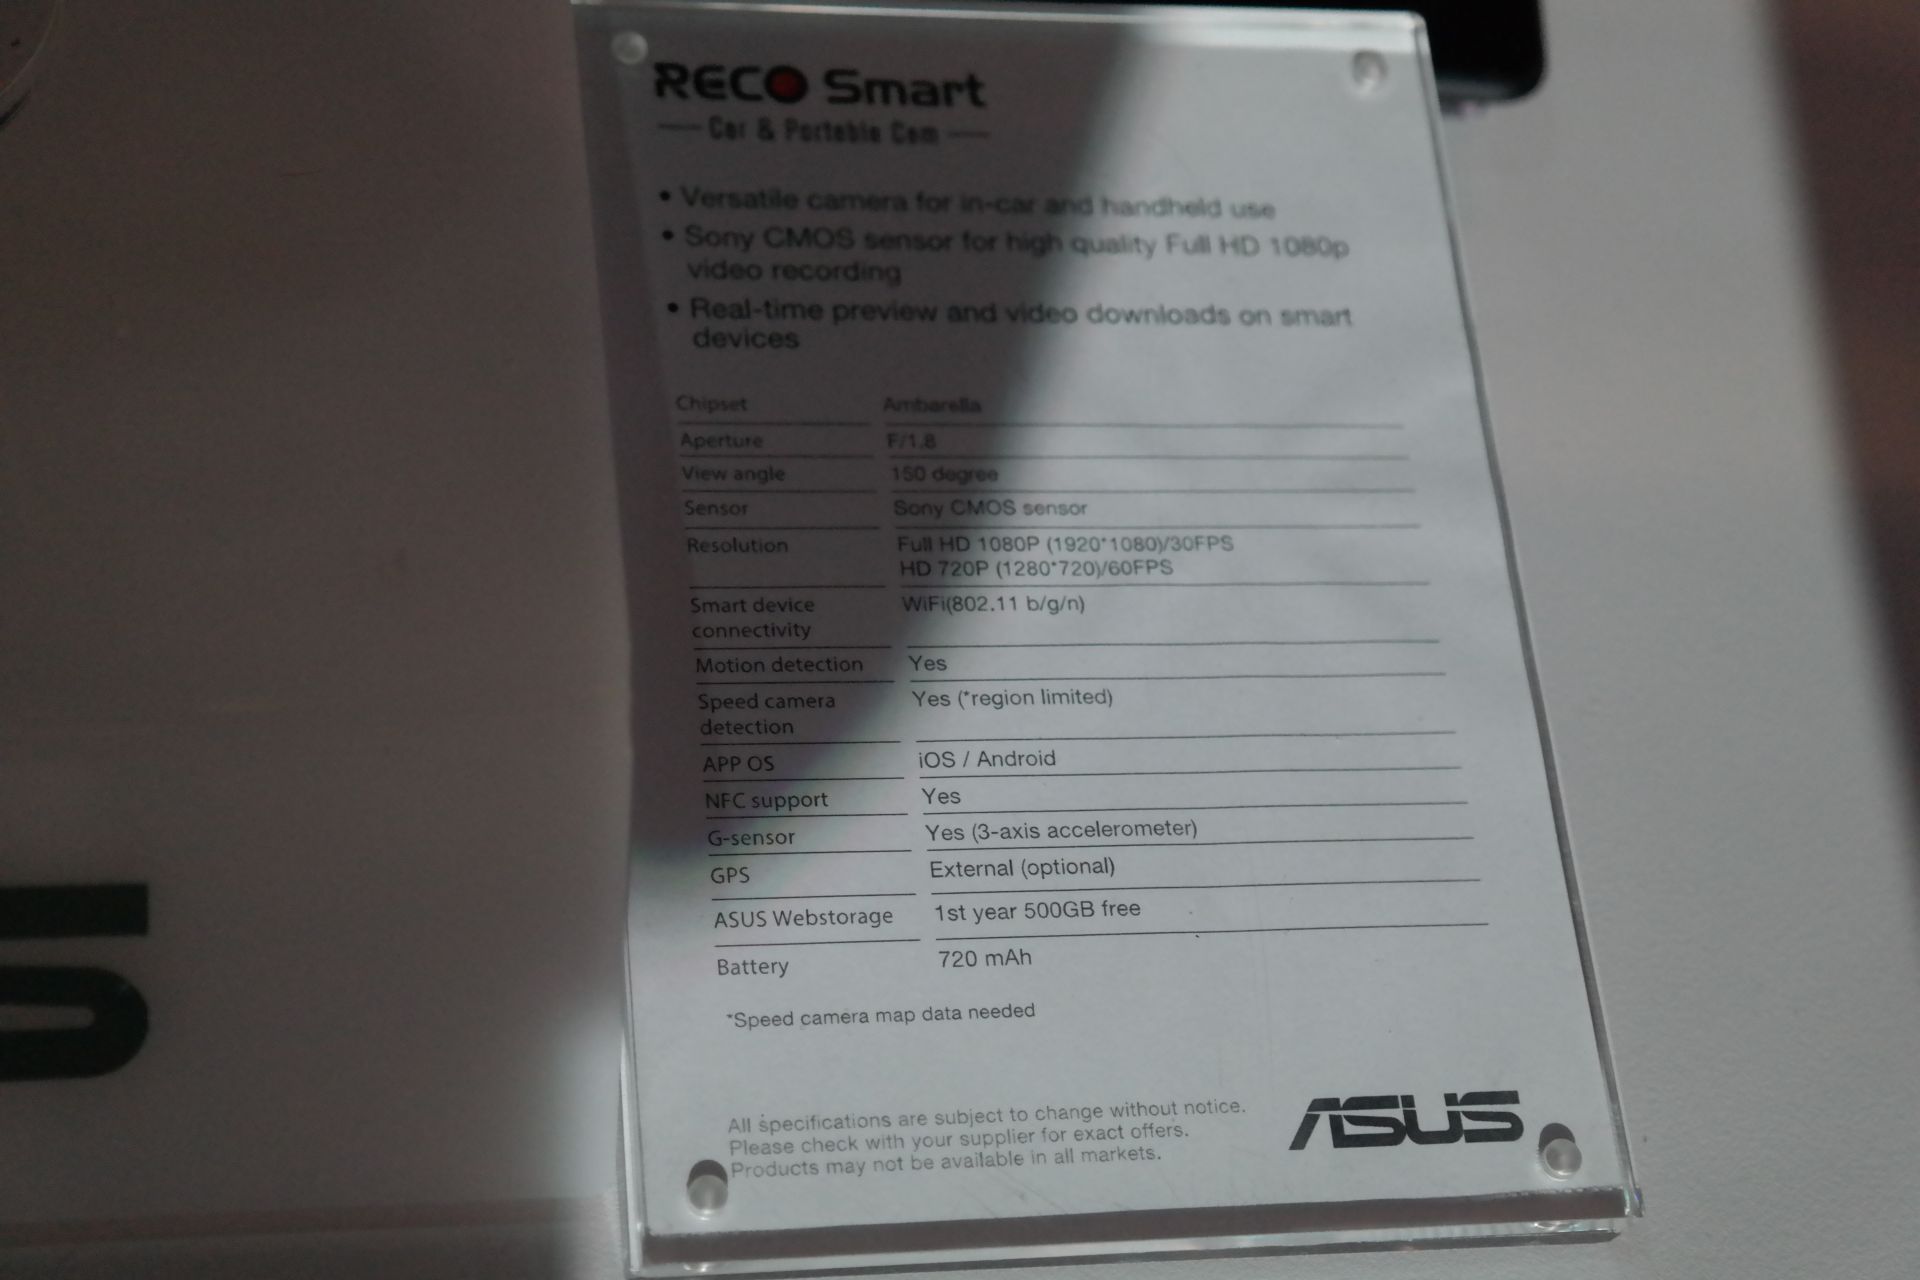 RECO Smart
Car & Portable Cam
• Versatile camera for in-car and handheld use
• Sony CMOS sensor for high quality Full HD 1080p
video recording
• Real-time preview and video downloads on smart
devices
Chipset Ambarella
Aperture F/1.8
View angle 150 degree
Sensor Sony CMOS sensor
Resolution Full HD 1080P (1920*1080)/30FPS
HD 720P (1280*720)/60FPS
Smart device WiFi(802.11 b/g/n)
connectivity
Motion detection Yes
Speed camera Yes (*region limited)
detection
APP OS iOS / Android
NFC support Yes
G-sensor Yes (3-axis accelerometer)
GPS External (optional)
ASUS Webstorage 1st year 500GB free
Battery 720 mAh
*Speed camera map data needed
All specifications are subject to change without notice.
Please check with your supplier for exact offers.
Products may not be available in all markets.
ASUS